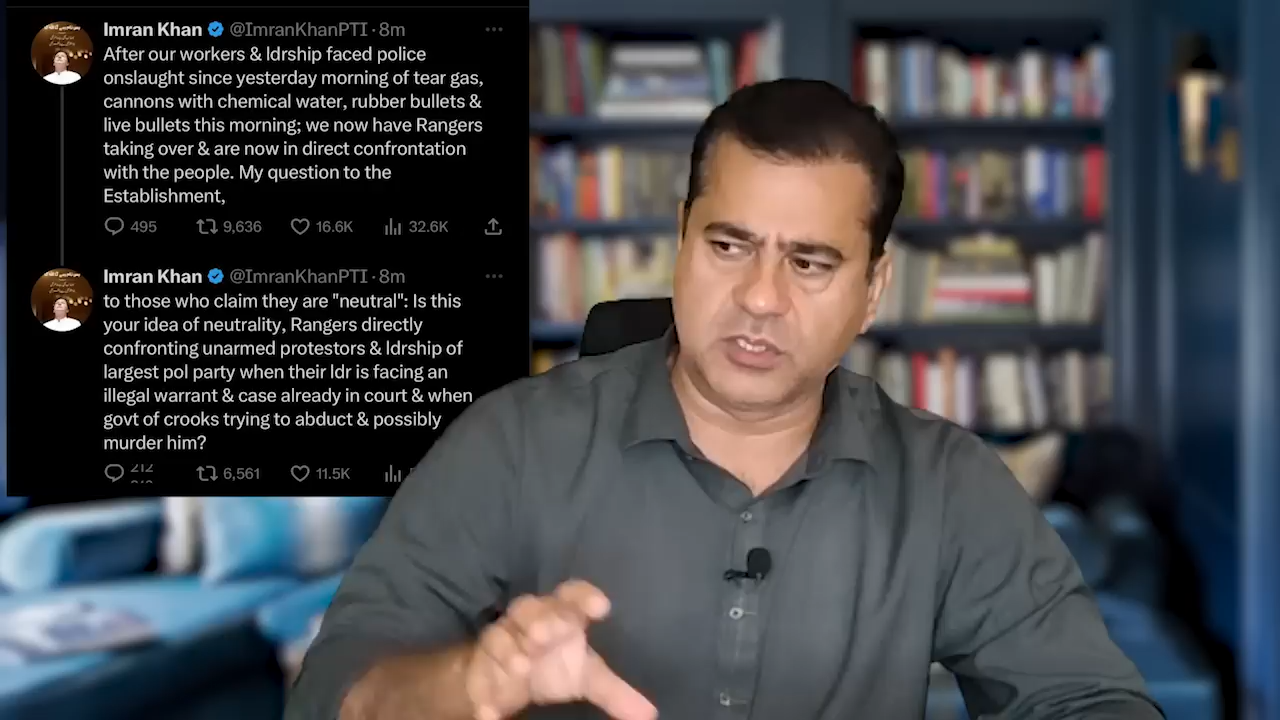 Imran Khan @ImranKhanPTI · 8m
After our workers & ldrship faced police
onslaught since yesterday morning of tear gas,
cannons with chemical water, rubber bullets &
live bullets this morning; we now have Rangers
taking over & are now in direct confrontation
with the people. My question to the
Establishment,
495 9,636 16.6K 32.6K
Imran Khan @ImranKhanPTI · 8m
to those who claim they are "neutral": Is this
your idea of neutrality, Rangers directly
confronting unarmed protestors & ldrship of
largest pol party when their ldr is facing an
illegal warrant & case already in court & when
govt of crooks trying to abduct & possibly
murder him?
6,561 11.5K